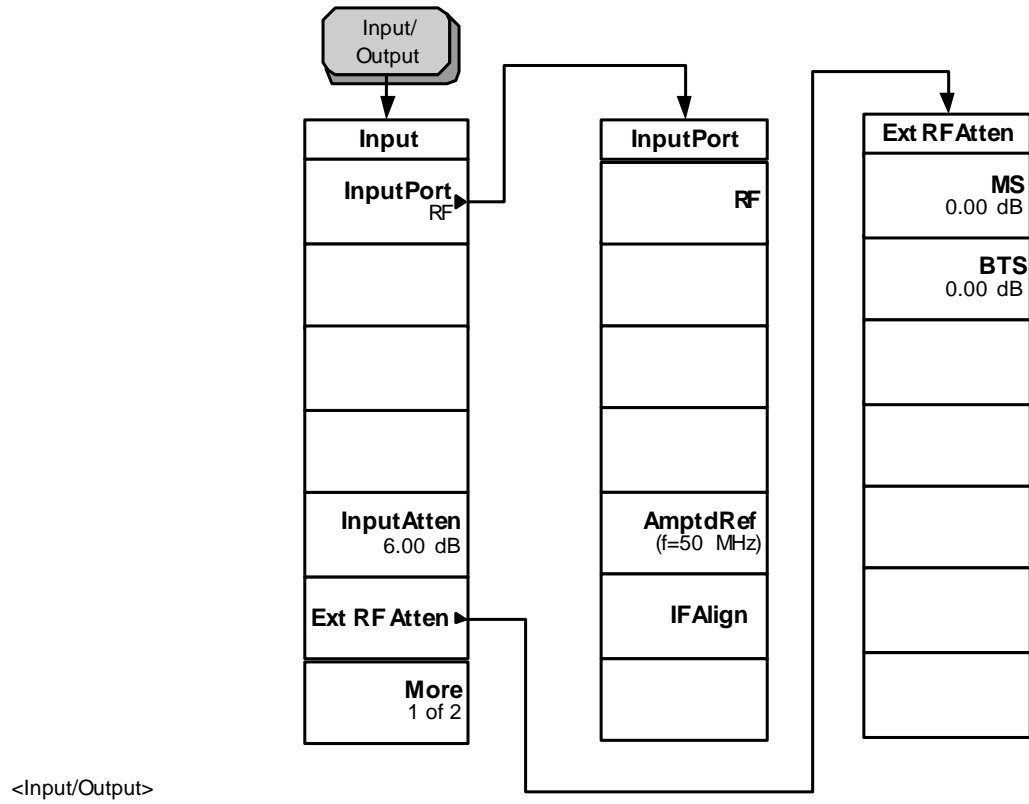 Input/
Output
Input
InputPort
RF
InputAtten
6.00 dB
Ext RF Atten
More
1 of 2
InputPort
RF
AmptdRef
(f=50 MHz)
IFAlign
Ext RF Atten
MS
0.00 dB
BTS
0.00 dB
<Input/Output>